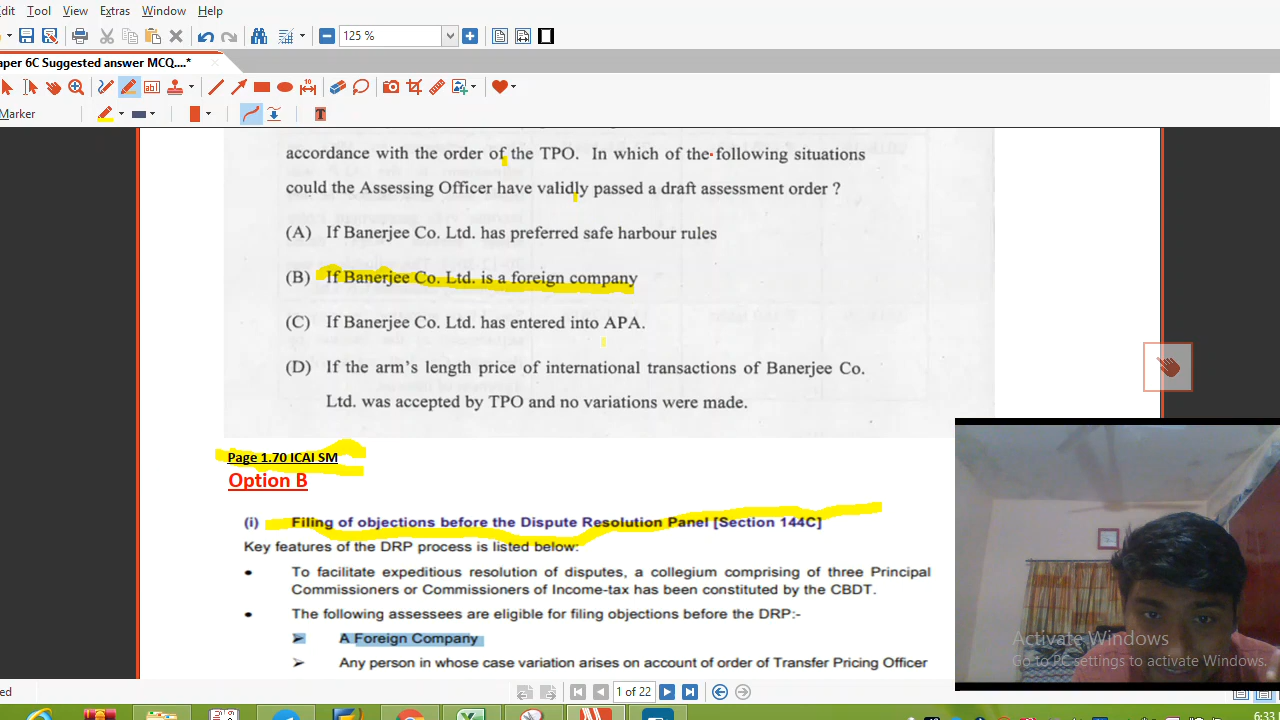 dit Tool View Extras Window Help
125 %
aper 6C Suggested answer MCQ....*
10
Marker
T
accordance with the order of the TPO. In which of the following situations
could the Assessing Officer have validly passed a draft assessment order ?
(A) If Banerjee Co. Ltd. has preferred safe harbour rules
(B) If Banerjee Co. Ltd. is a foreign company
(C) If Banerjee Co. Ltd. has entered into APA.
(D) If the arm's length price of international transactions of Banerjee Co.
Ltd. was accepted by TPO and no variations were made.
Page 1.70 ICAI SM
Option B
(i) Filing of objections before the Dispute Resolution Panel [Section 144C]
Key features of the DRP process is listed below:
• To facilitate expeditious resolution of disputes, a collegium comprising of three Principal
Commissioners or Commissioners of Income-tax has been constituted by the CBDT.
• The following assessees are eligible for filing objections before the DRP:-
➢ A Foreign Company
➢ Any person in whose case variation arises on account of order of Transfer Pricing Officer
Activate Windows
Go to PC settings to activate Windows.
ed
1 of 22
6:33